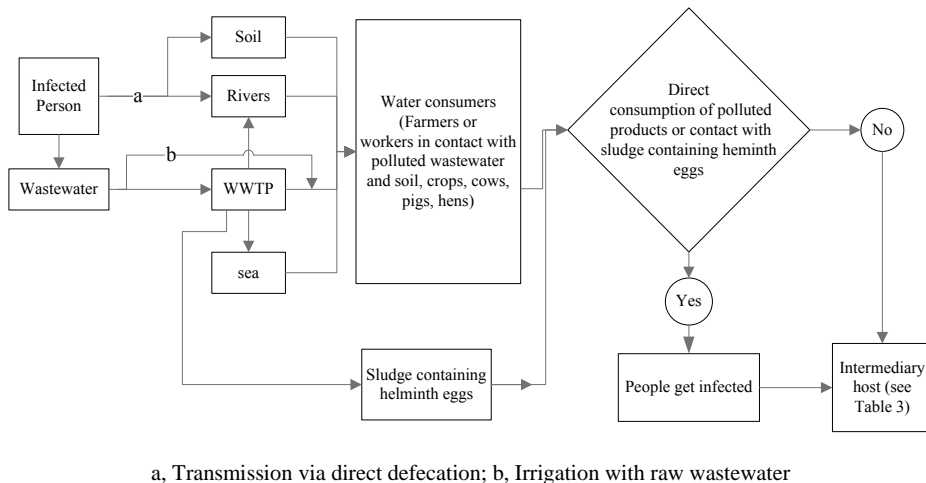 Soil
Infected
Person
a
Rivers
b
Wastewater
WWTP
sea
Water consumers
(Farmers or
workers in contact with
polluted wastewater
and soil, crops, cows,
pigs, hens)
Sludge containing
helminth eggs
Direct
consumption of polluted
products or contact with
sludge containing heminth
eggs
No
Yes
People get infected
Intermediary
host (see
Table 3)
a, Transmission via direct defecation; b, Irrigation with raw wastewater